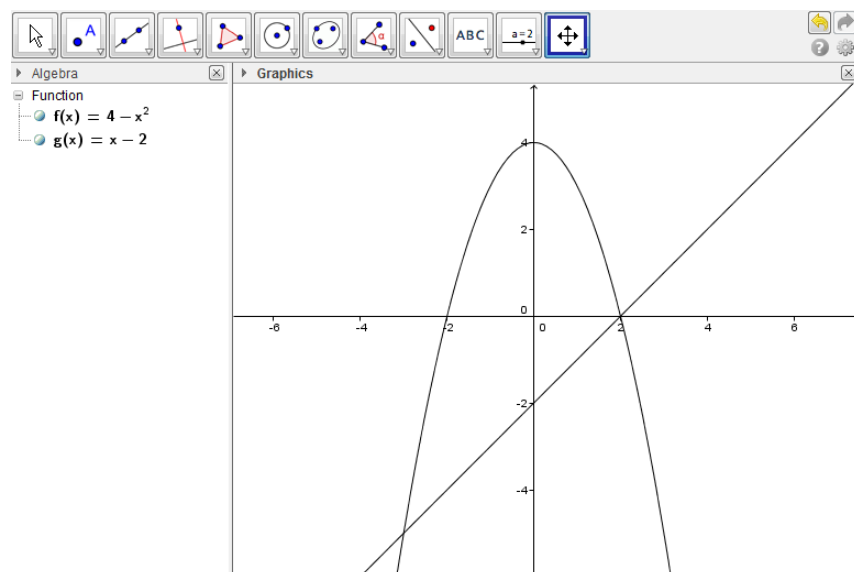 ABC
a=2
A
α
Algebra
Graphics
Function
f(x) = 4 − x²
g(x) = x − 2
4
2
0
-6
-4
-2
0
2
4
6
-2
-4